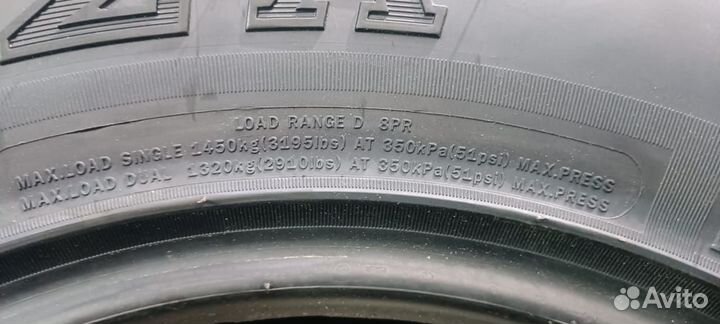 LOAD RANGE D 8PR
MAX.LOAD SINGLE 1450kg(3195lbs) AT 350kPa(51psi) MAX.PRESS
MAX.LOAD DUAL 1320kg(2910lbs) AT 350kPa(51psi) MAX.PRESS
Avito